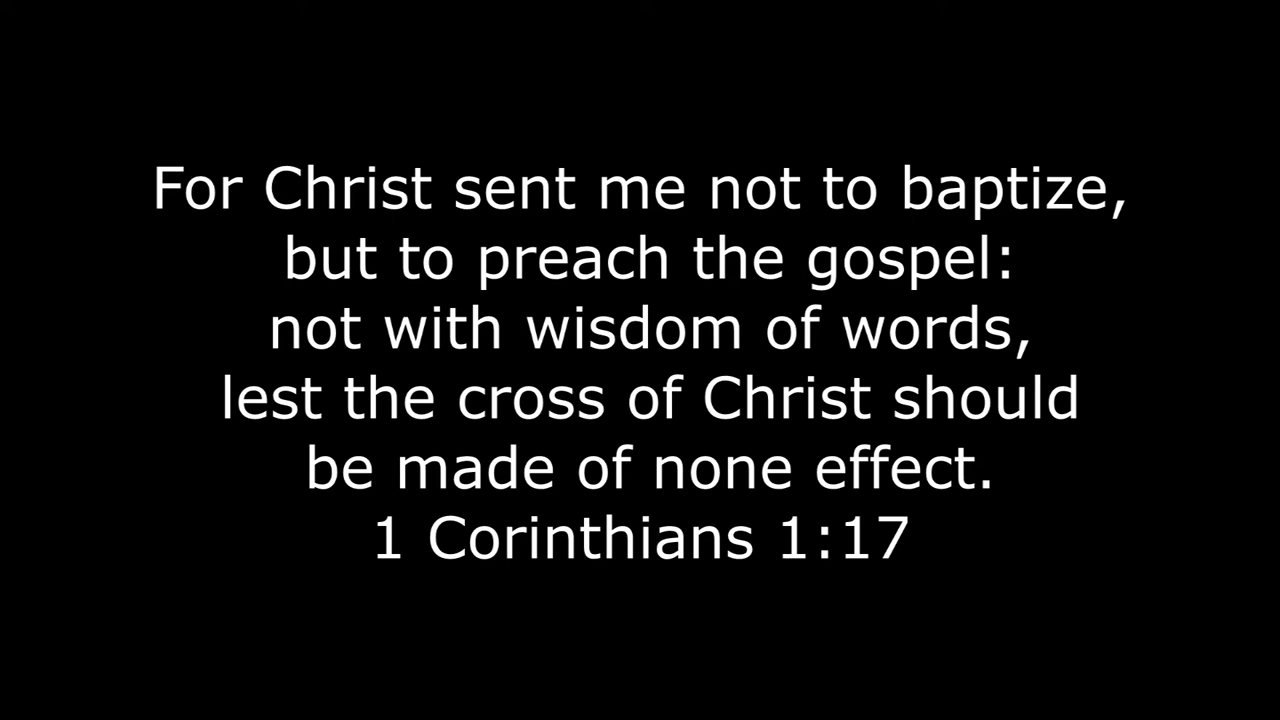 For Christ sent me not to baptize,
but to preach the gospel:
not with wisdom of words,
lest the cross of Christ should
be made of none effect.
1 Corinthians 1:17